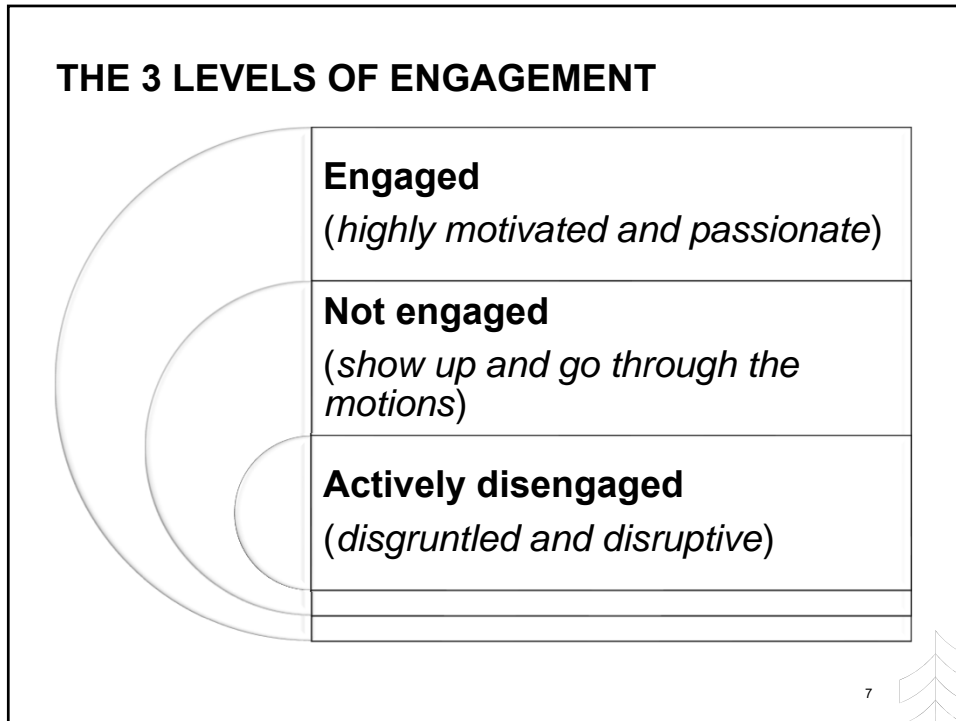 THE 3 LEVELS OF ENGAGEMENT
Engaged
(highly motivated and passionate)
Not engaged
(show up and go through the
motions)
Actively disengaged
(disgruntled and disruptive)
7